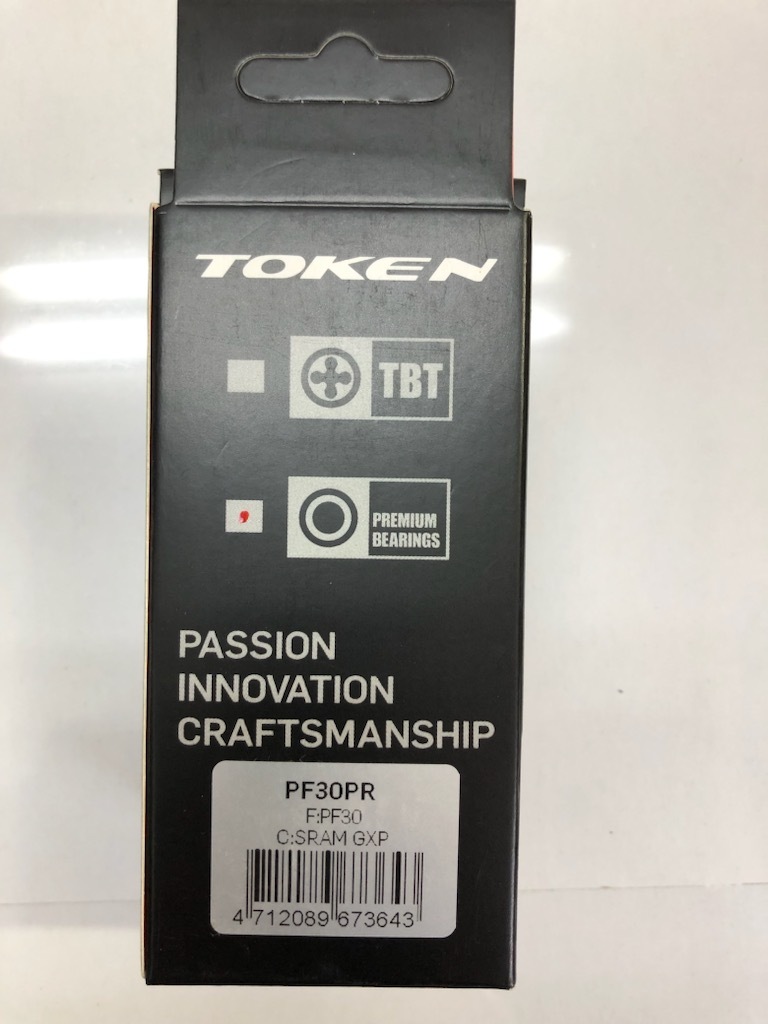 TOKEN
TBT
PREMIUM
BEARINGS
PASSION
INNOVATION
CRAFTSMANSHIP
PF30PR
F:PF30
C:SRAM GXP
4 712089 673643